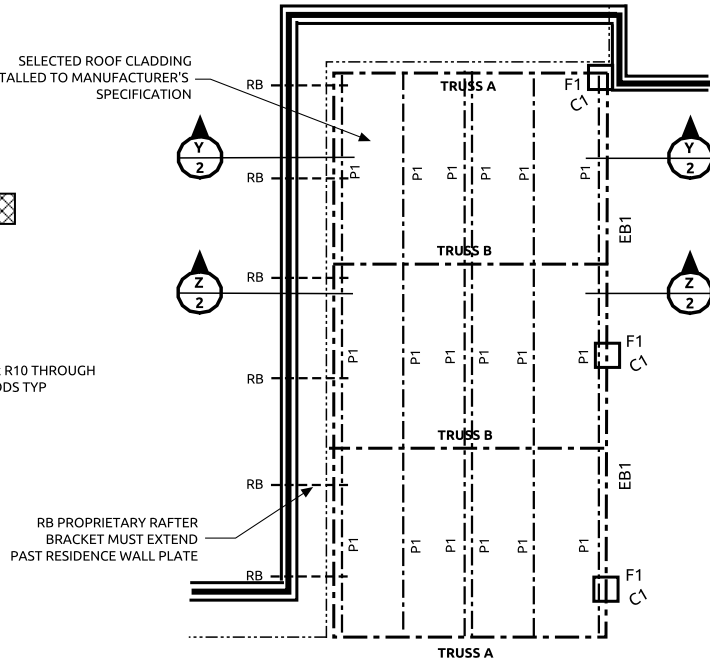 SELECTED ROOF CLADDING
TALLED TO MANUFACTURER'S
SPECIFICATION
RB
TRUSS A
F1
C1
Y
2
Y
2
RB
P1
P1
P1
P1
P1
P1
EB1
TRUSS B
RB
Z
2
Z
2
F1
C1
P1
P1
P1
P1
P1
P1
R10 THROUGH
ODS TYP
RB
TRUSS B
RB
EB1
RB PROPRIETARY RAFTER
BRACKET MUST EXTEND
PAST RESIDENCE WALL PLATE
P1
P1
P1
P1
P1
P1
RB
F1
C1
TRUSS A